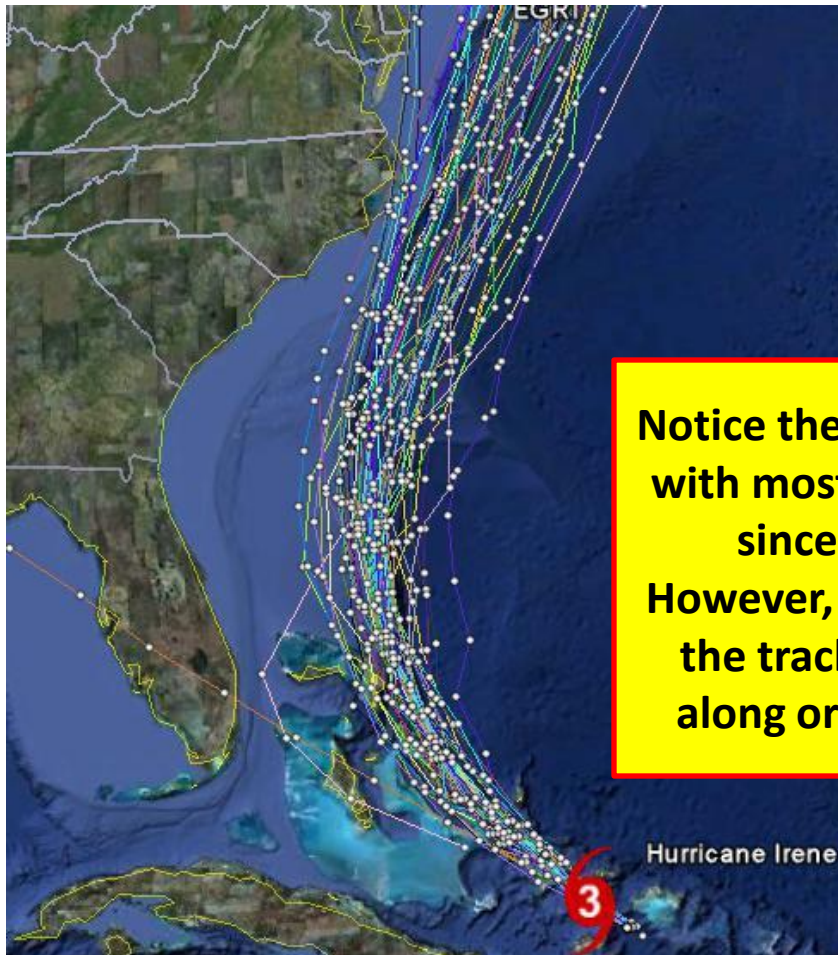 EGRI
Notice the
with most
since
However,
the track
along or
Hurricane Irene
3